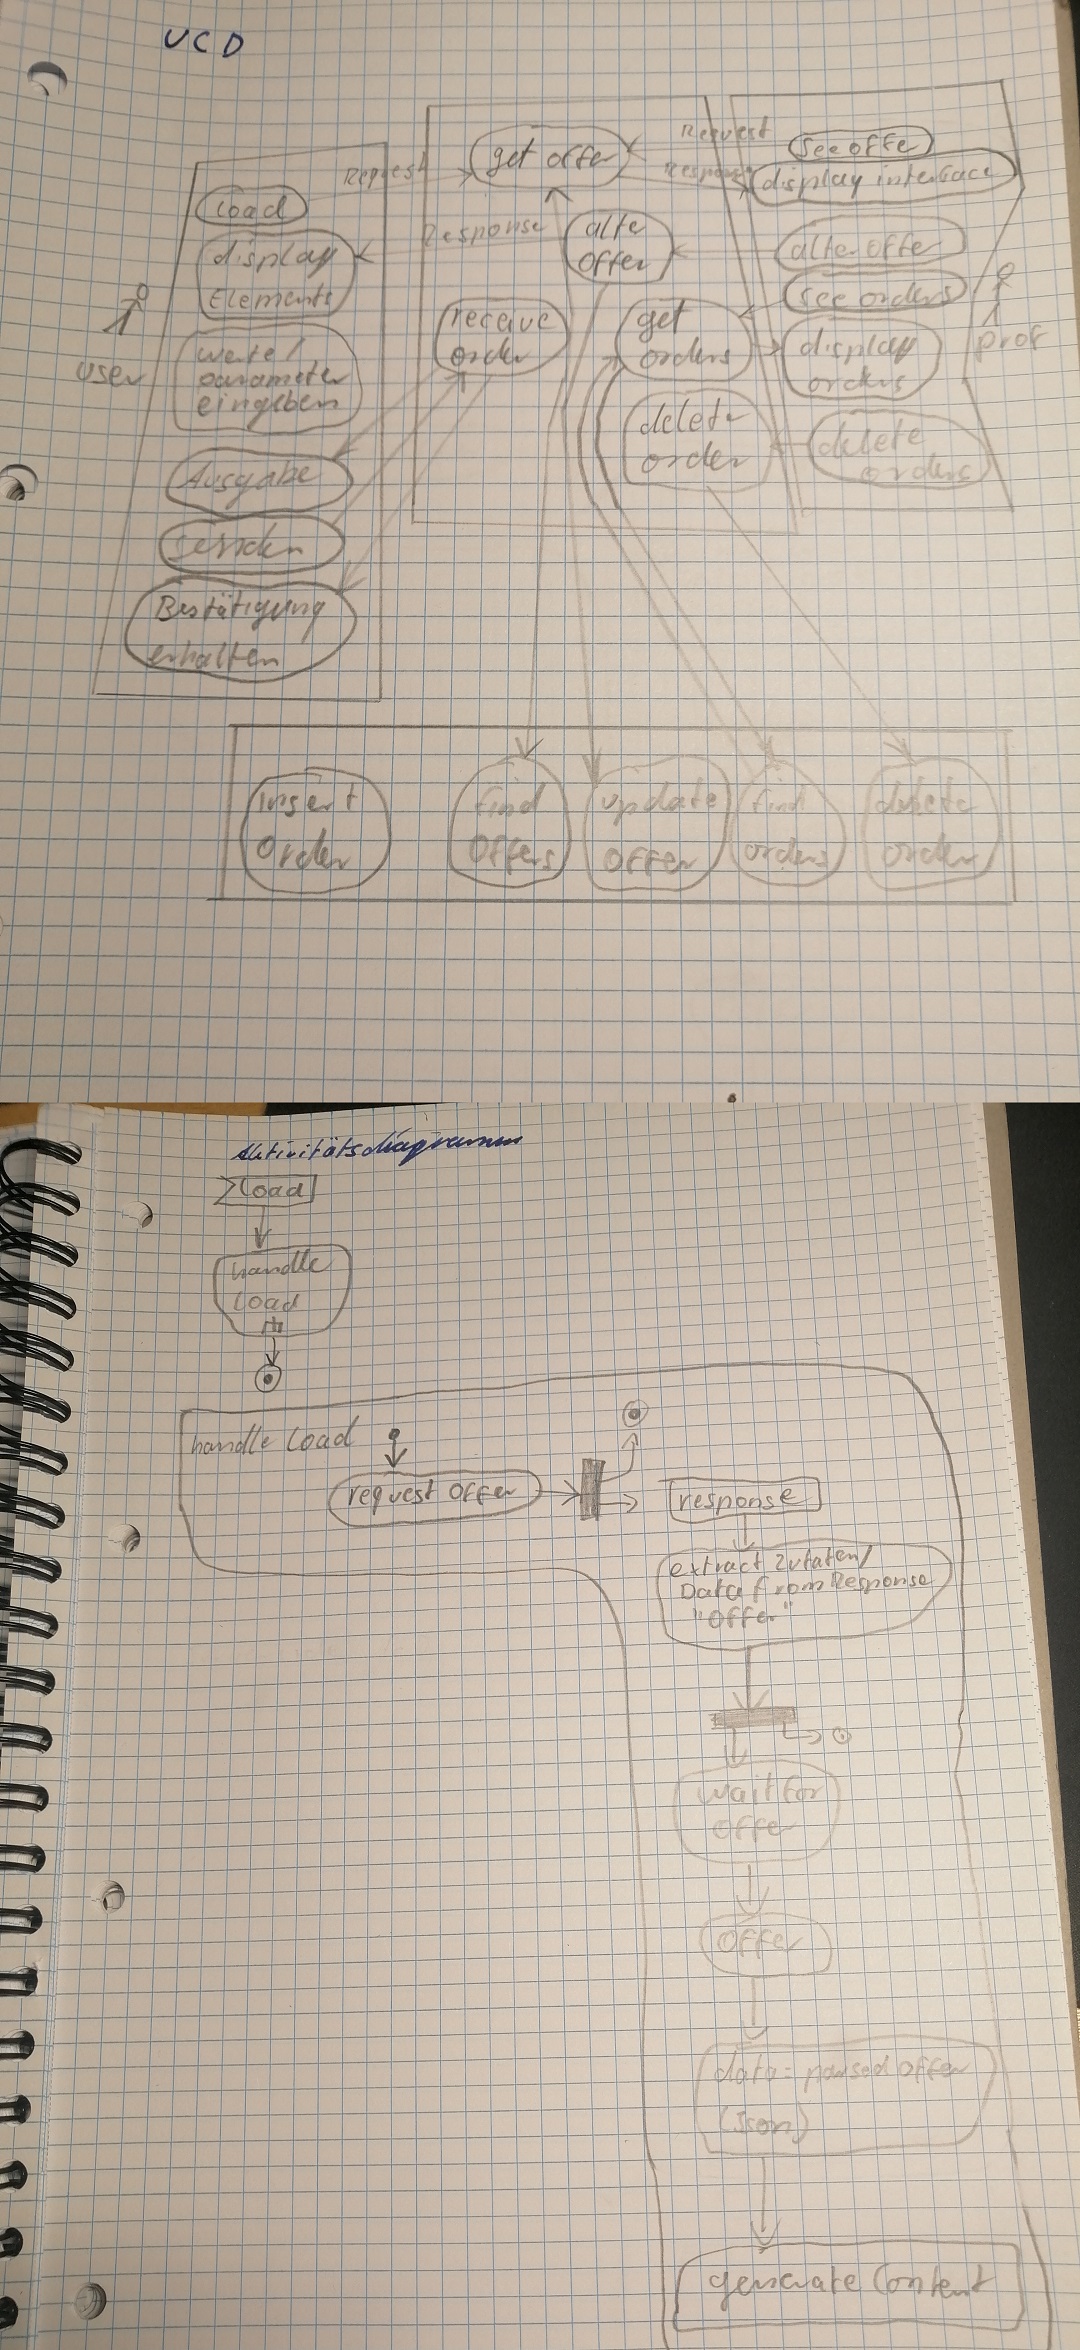 UCD
Request
get offer
Request
Response
see offer
display interface
load
display
Elements
Response
alte
offer
alter offer
see orders
user
werte/
parameter
eingeben
receive
order
get
orders
display
orders
prof
Ausgabe
delete
order
delete
orders
senden
Bestätigung
erhalten
insert
order
find
offers
update
offer
find
orders
delete
order
Aktivitätsdiagramm
load
handle
load
handle load
request offer
response
extract Zutaten/
Data from Response
"offer"
wait for
offer
offer
data = parsed offer
(Json)
generate Content